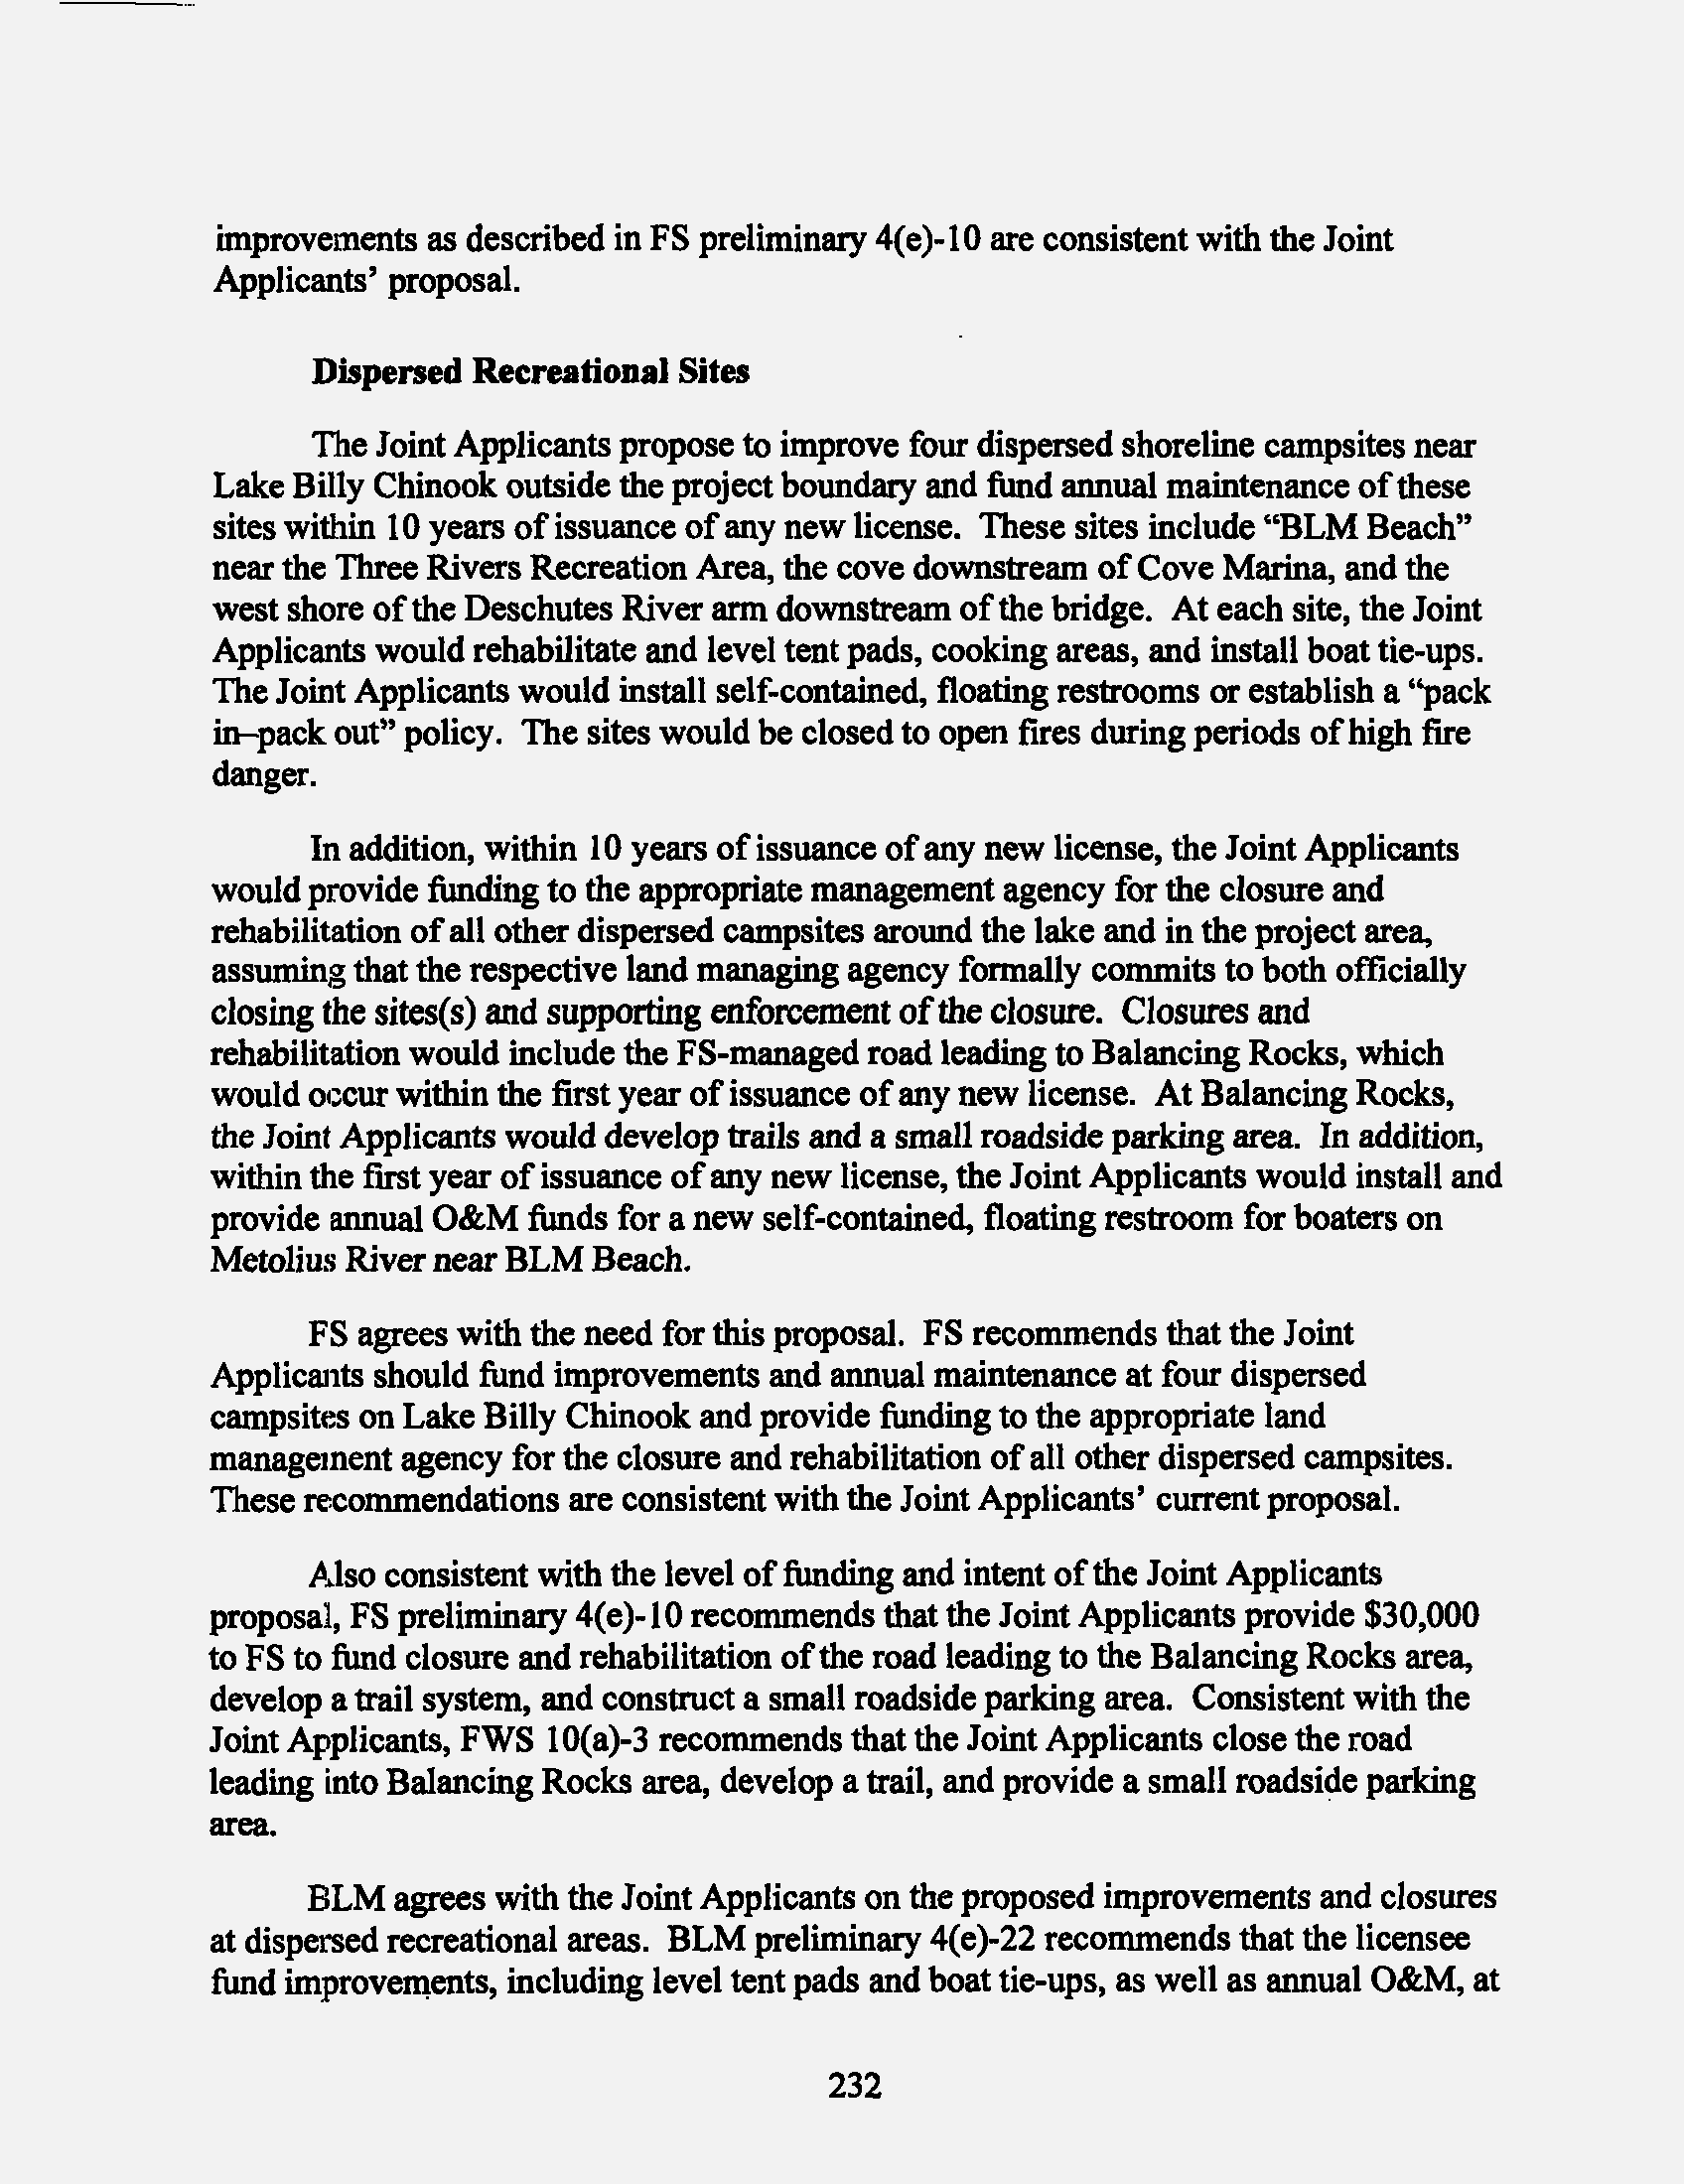 improvements as described in FS preliminary 4(e)-10 are consistent with the Joint
Applicants’ proposal.
Dispersed Recreational Sites
The Joint Applicants propose to improve four dispersed shoreline campsites near
Lake Billy Chinook outside the project boundary and fund annual maintenance of these
sites within 10 years of issuance of any new license. These sites include “BLM Beach”
near the Three Rivers Recreation Area, the cove downstream of Cove Marina, and the
west shore of the Deschutes River arm downstream of the bridge. At each site, the Joint
Applicants would rehabilitate and level tent pads, cooking areas, and install boat tie-ups.
The Joint Applicants would install self-contained, floating restrooms or establish a “pack
in–pack out” policy. The sites would be closed to open fires during periods of high fire
danger.
In addition, within 10 years of issuance of any new license, the Joint Applicants
would provide funding to the appropriate management agency for the closure and
rehabilitation of all other dispersed campsites around the lake and in the project area,
assuming that the respective land managing agency formally commits to both officially
closing the sites(s) and supporting enforcement of the closure. Closures and
rehabilitation would include the FS-managed road leading to Balancing Rocks, which
would occur within the first year of issuance of any new license. At Balancing Rocks,
the Joint Applicants would develop trails and a small roadside parking area. In addition,
within the first year of issuance of any new license, the Joint Applicants would install and
provide annual O&M funds for a new self-contained, floating restroom for boaters on
Metolius River near BLM Beach.
FS agrees with the need for this proposal. FS recommends that the Joint
Applicants should fund improvements and annual maintenance at four dispersed
campsites on Lake Billy Chinook and provide funding to the appropriate land
management agency for the closure and rehabilitation of all other dispersed campsites.
These recommendations are consistent with the Joint Applicants’ current proposal.
Also consistent with the level of funding and intent of the Joint Applicants
proposal, FS preliminary 4(e)-10 recommends that the Joint Applicants provide $30,000
to FS to fund closure and rehabilitation of the road leading to the Balancing Rocks area,
develop a trail system, and construct a small roadside parking area. Consistent with the
Joint Applicants, FWS 10(a)-3 recommends that the Joint Applicants close the road
leading into Balancing Rocks area, develop a trail, and provide a small roadside parking
area.
BLM agrees with the Joint Applicants on the proposed improvements and closures
at dispersed recreational areas. BLM preliminary 4(e)-22 recommends that the licensee
fund improvements, including level tent pads and boat tie-ups, as well as annual O&M, at
232